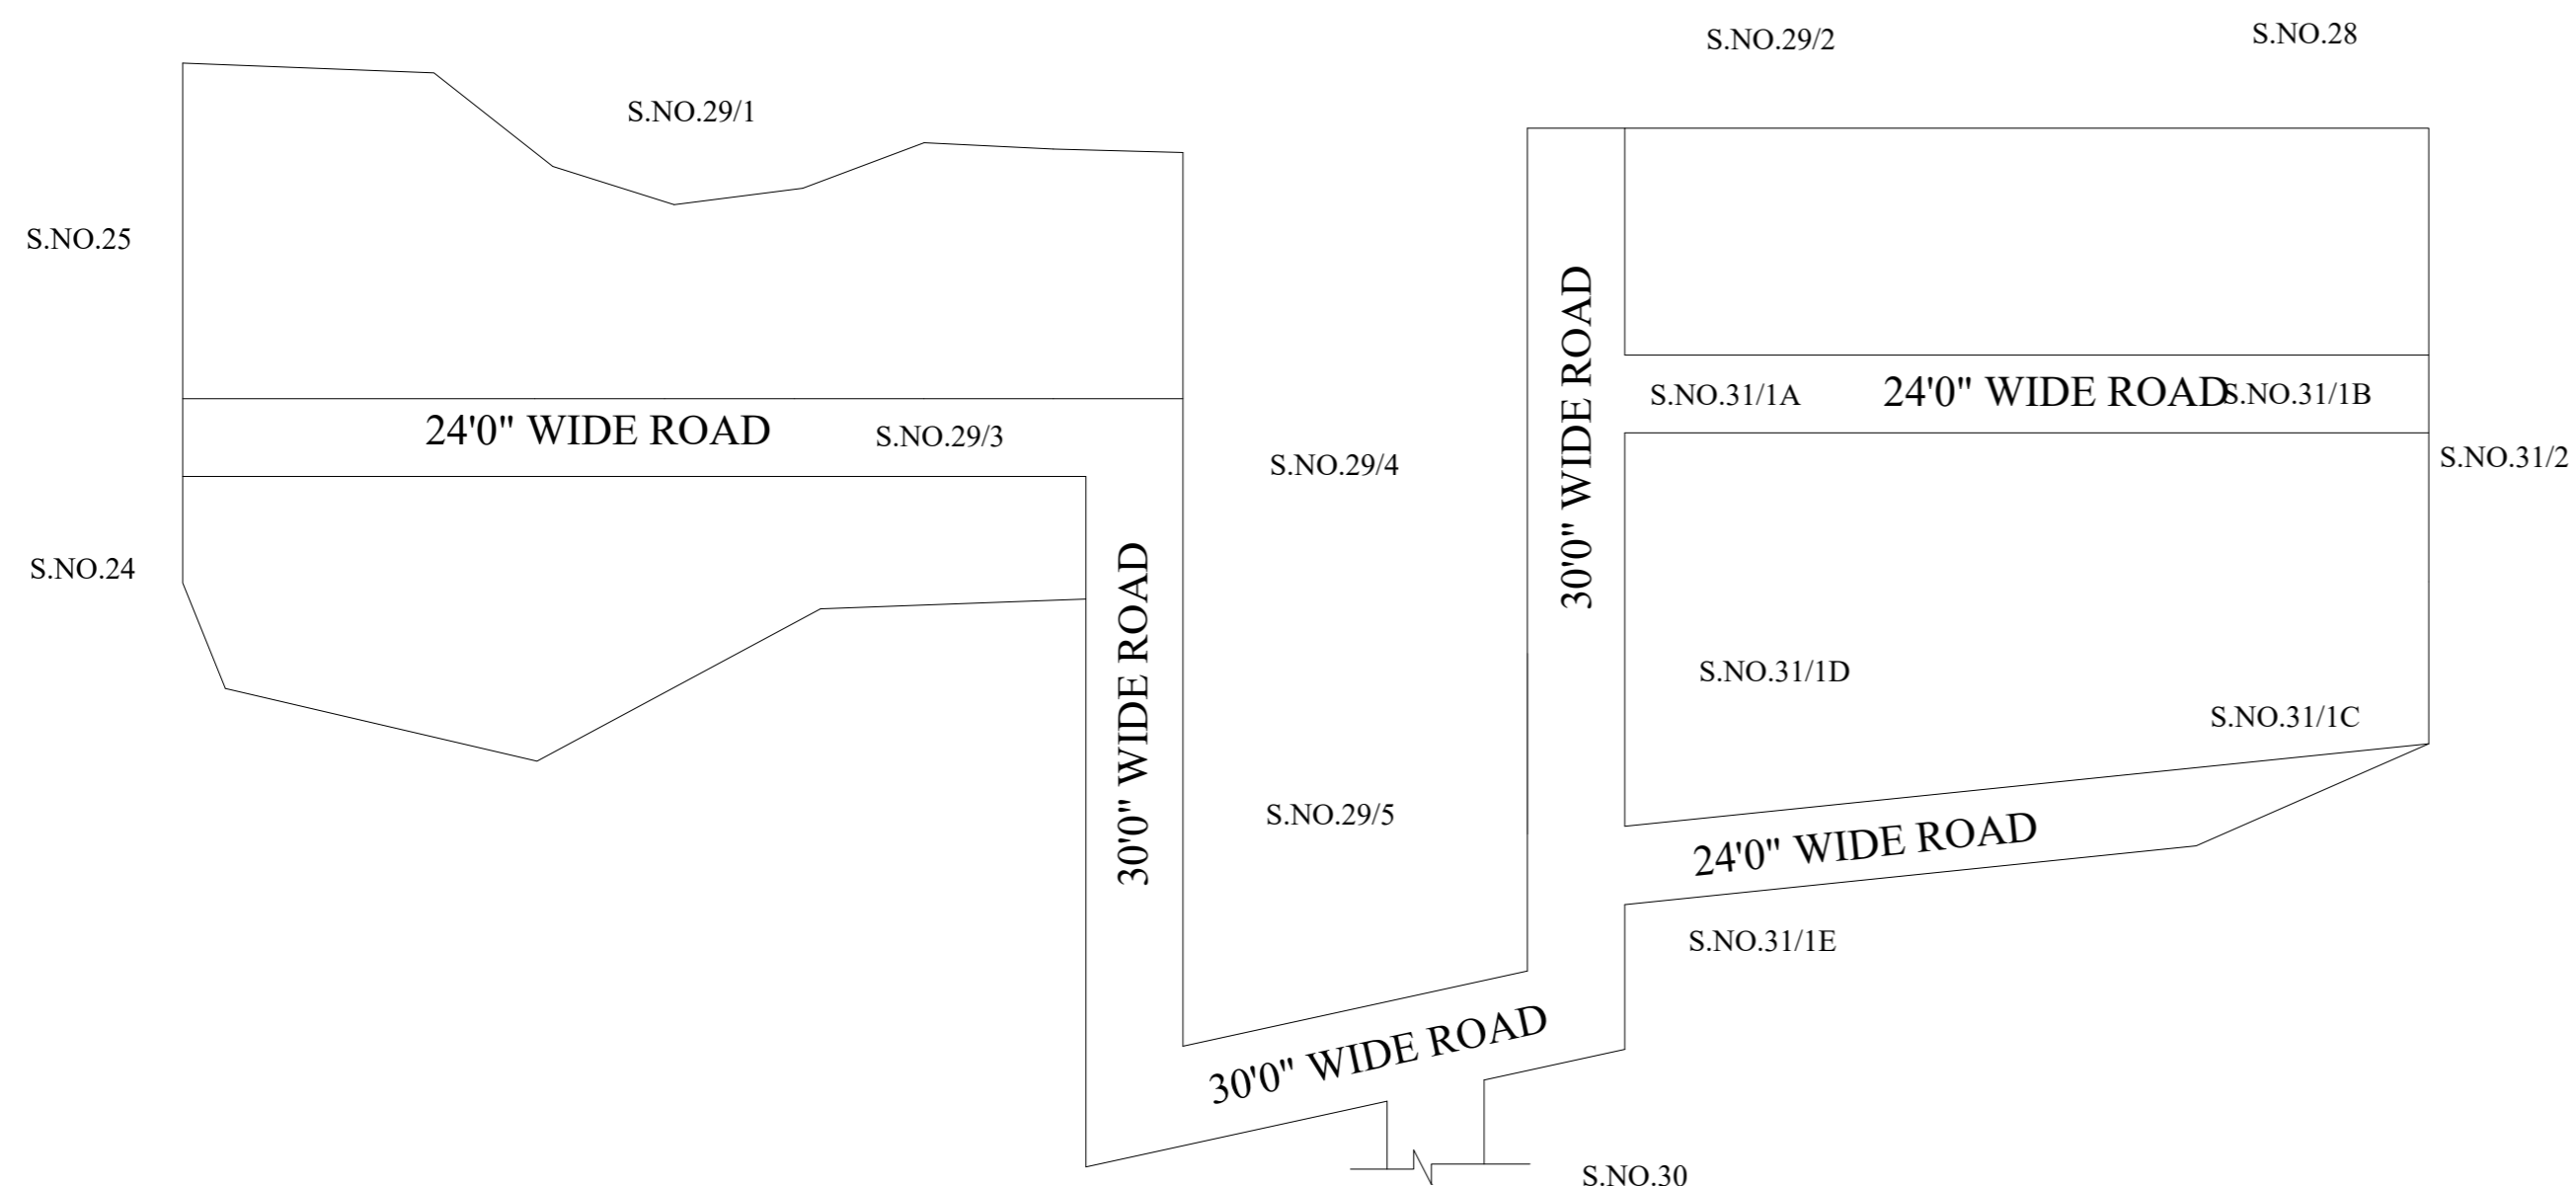 S.NO.28
S.NO.29/2
S.NO.29/1
S.NO.25
S.NO.31/1A
24'0" WIDE ROAD
S.NO.31/1B
24'0" WIDE ROAD
S.NO.29/3
30'0" WIDE ROAD
S.NO.29/4
S.NO.31/2
S.NO.24
30'0" WIDE ROAD
S.NO.31/1D
S.NO.31/1C
S.NO.29/5
24'0" WIDE ROAD
S.NO.31/1E
30'0" WIDE ROAD
S.NO.30